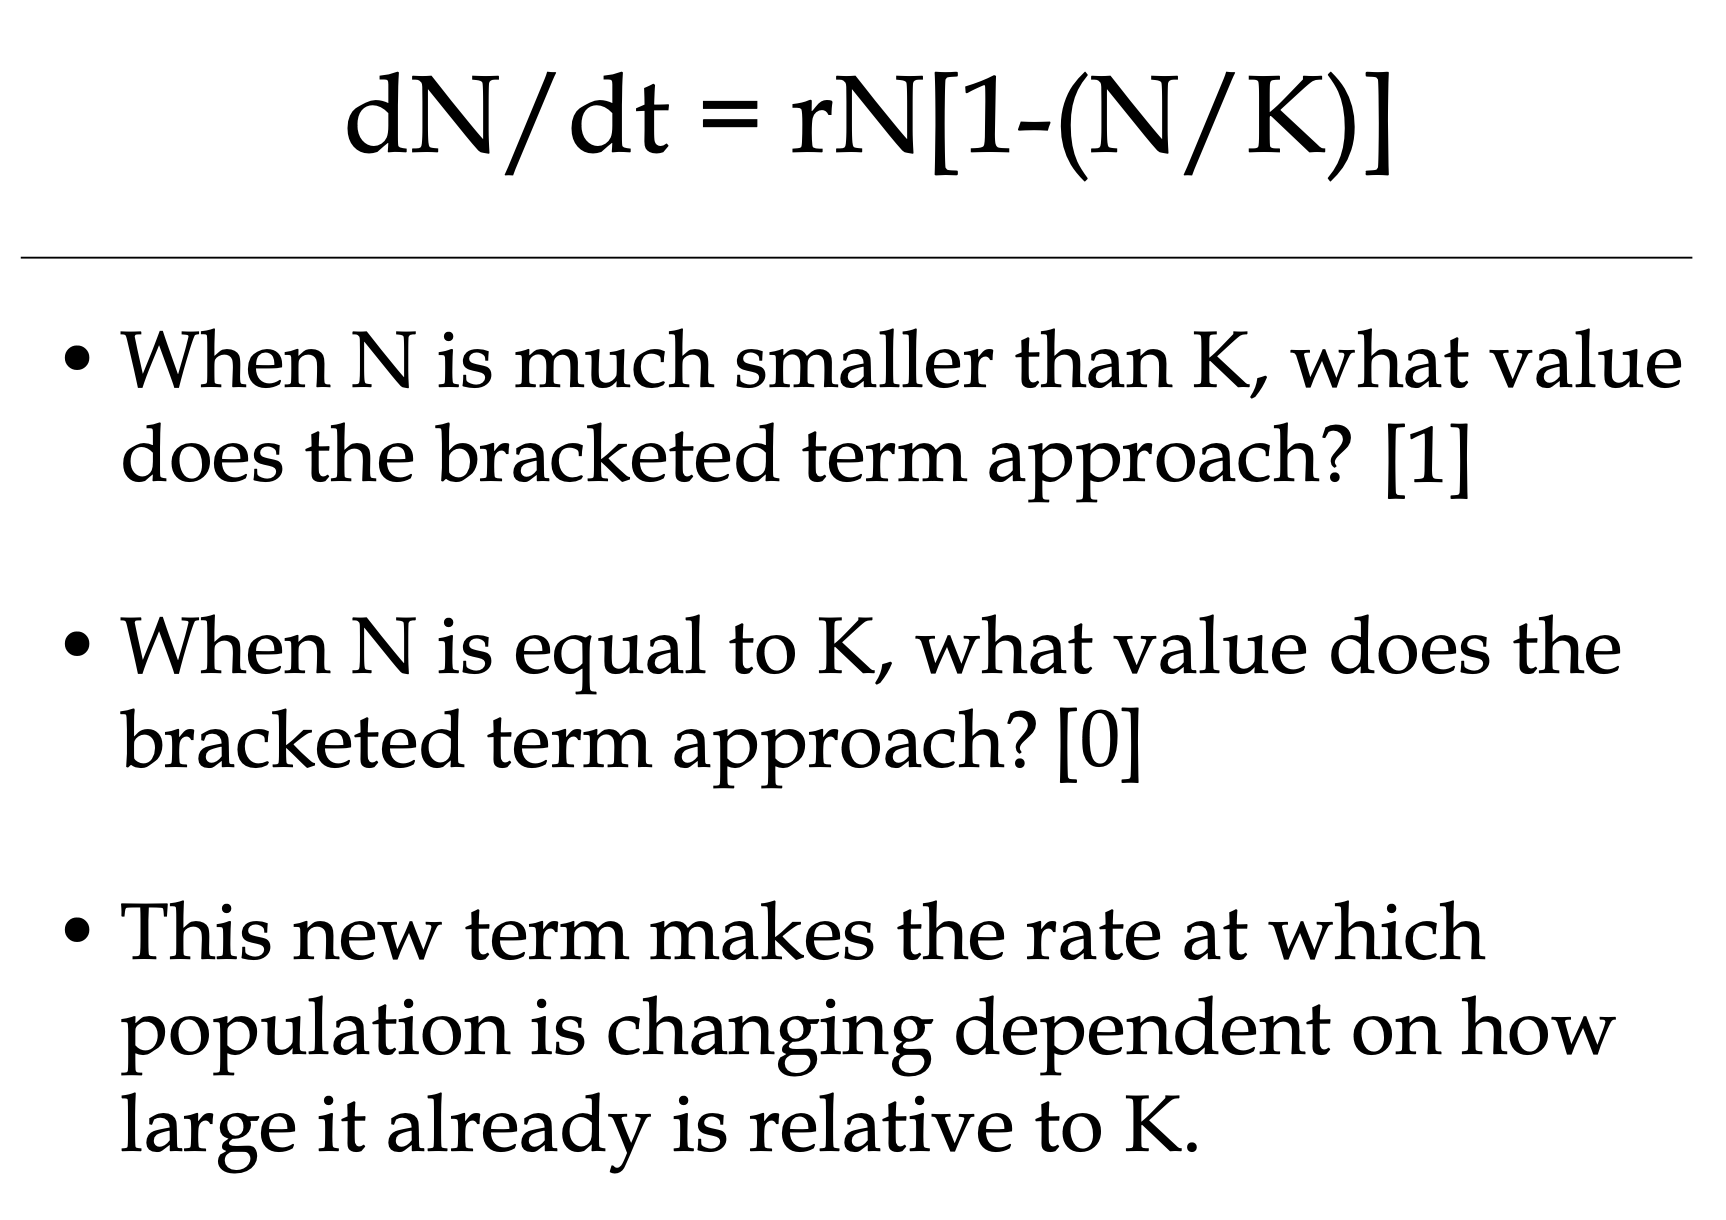 dN/dt = rN[1-(N/K)]
• When N is much smaller than K, what value
does the bracketed term approach? [1]
• When N is equal to K, what value does the
bracketed term approach? [0]
• This new term makes the rate at which
population is changing dependent on how
large it already is relative to K.